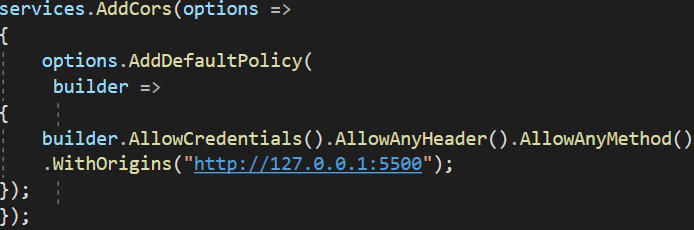 services.AddCors(options =>
{
options.AddDefaultPolicy(
builder =>
{
builder.AllowCredentials().AllowAnyHeader().AllowAnyMethod()
.WithOrigins("http://127.0.0.1:5500");
});
});